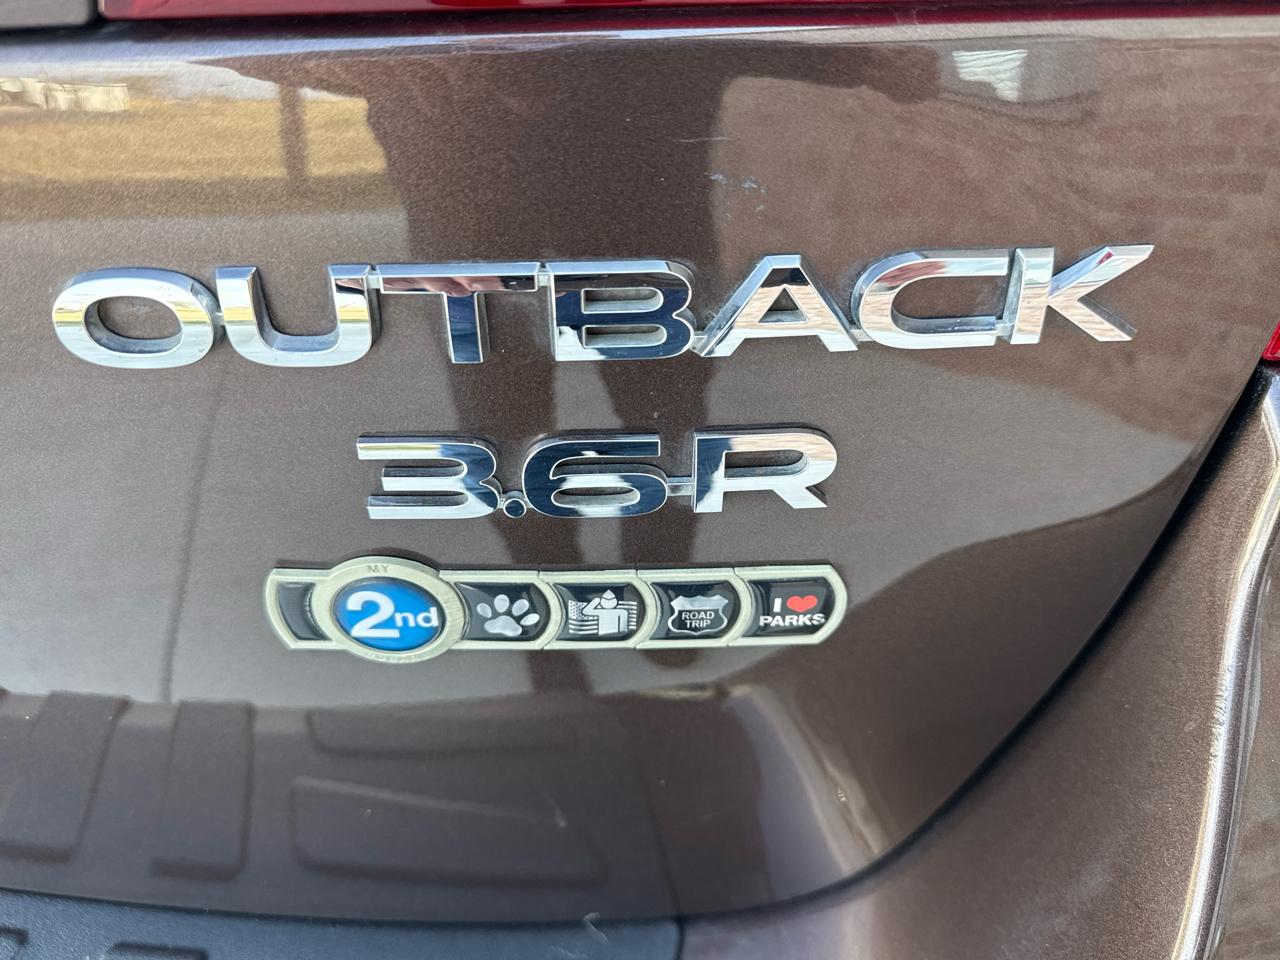 OUTBACK
3.6R
MY
2nd
ROAD
TRIP
I ❤
PARKS